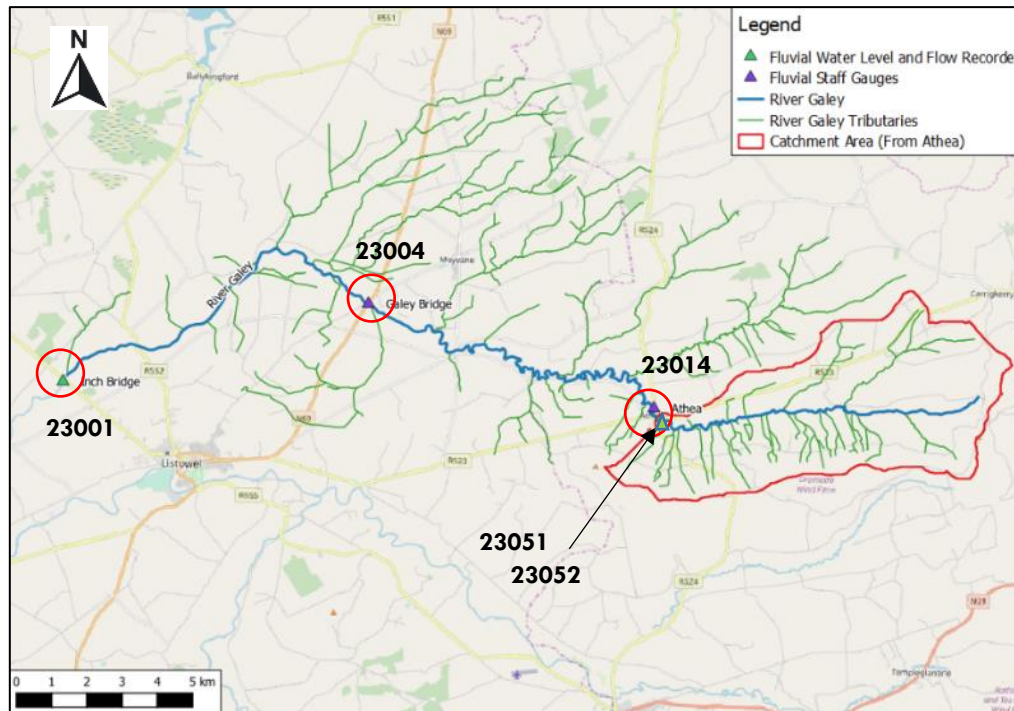 N
R551
N69
Ballylongford
Legend
Fluvial Water Level and Flow Recorde
Fluvial Staff Gauges
River Galey
River Galey Tributaries
Catchment Area (From Athea)
R524
23004
Moyvane
River Galey
Galey Bridge
Carrigkerry
23014
R552
R523
Inch Bridge
Athea
23001
N69
Listowel
R523
R555
Wind Farm
23051
23052
R524
N21
Templeglantine
0 1 2 3 4 5 km